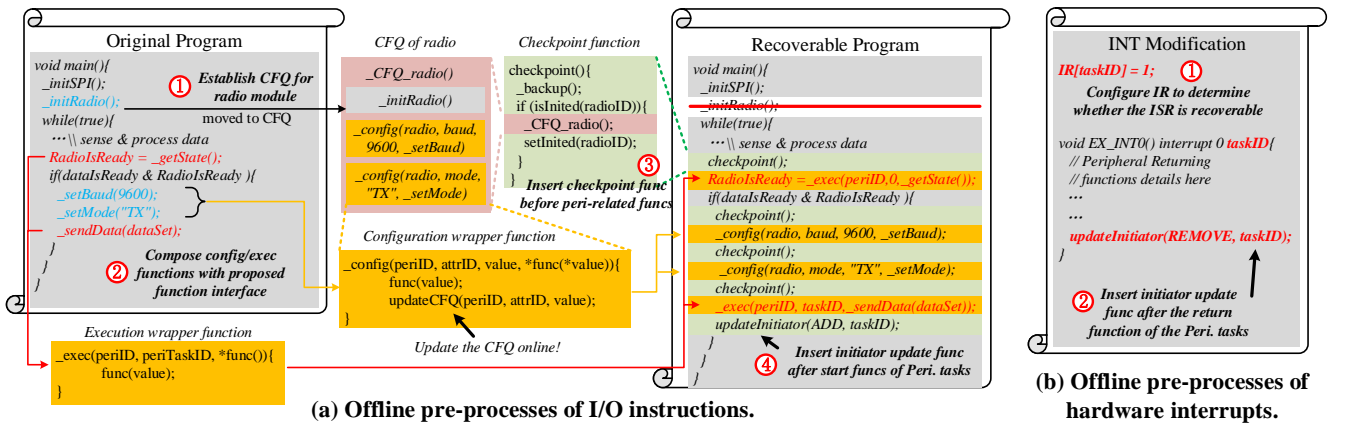 Original Program
void main(){
_initSPI();
_initRadio();
while(true){
…\\ sense & process data
RadioIsReady = _getState();
if(dataIsReady & RadioIsReady ){
_setBaud(9600);
_setMode("TX");
_sendData(dataSet);
}
}
}
① Establish CFQ for
radio module
moved to CFQ
② Compose config/exec
functions with proposed
function interface
Execution wrapper function
_exec(periID, periTaskID, *func()){
func(value);
}
CFQ of radio
_CFQ_radio()
_initRadio()
_config(radio, baud,
9600, _setBaud)
_config(radio, mode,
"TX", _setMode)
Checkpoint function
checkpoint(){
_backup();
if (isInited(radioID)){
_CFQ_radio();
setInited(radioID);
}
}
③
Insert checkpoint func
before peri-related funcs
Configuration wrapper function
_config(periID, attrID, value, *func(*value)){
func(value);
updateCFQ(periID, attrID, value);
}
Update the CFQ online!
Recoverable Program
void main(){
_initSPI();
_initRadio();
while(true){
…\\ sense & process data
checkpoint();
RadioIsReady =_exec(periID,0,_getState());
if(dataIsReady & RadioIsReady ){
checkpoint();
_config(radio, baud, 9600, _setBaud);
checkpoint();
_config(radio, mode, "TX", _setMode);
checkpoint();
_exec(periID, taskID,_sendData(dataSet));
updateInitiator(ADD, taskID);
}
}
}
④ Insert initiator update func
after start funcs of Peri. tasks
(a) Offline pre-processes of I/O instructions.
INT Modification
IR[taskID] = 1; ①
Configure IR to determine
whether the ISR is recoverable
void EX_INT0() interrupt 0 taskID{
// Peripheral Returning
// functions details here
…
…
updateInitiator(REMOVE, taskID);
}
② Insert initiator update
func after the return
function of the Peri. tasks
(b) Offline pre-processes of
hardware interrupts.